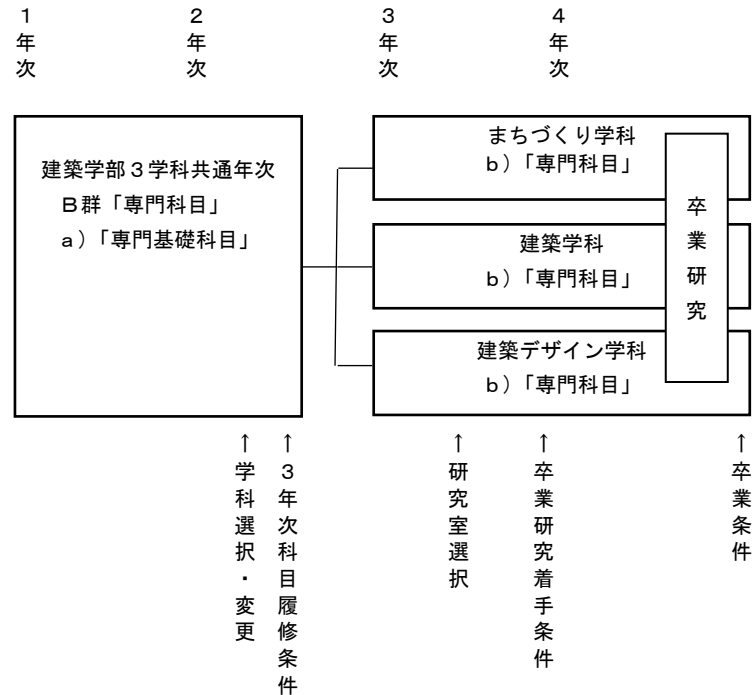 １年次
２年次
３年次
４年次
建築学部３学科共通年次
Ｂ群「専門科目」
ａ）「専門基礎科目」
まちづくり学科
ｂ）「専門科目」
建築学科
ｂ）「専門科目」
建築デザイン学科
ｂ）「専門科目」
卒業研究
↑学科選択・変更
↑３年次科目履修条件
↑研究室選択
↑卒業研究着手条件
↑卒業条件